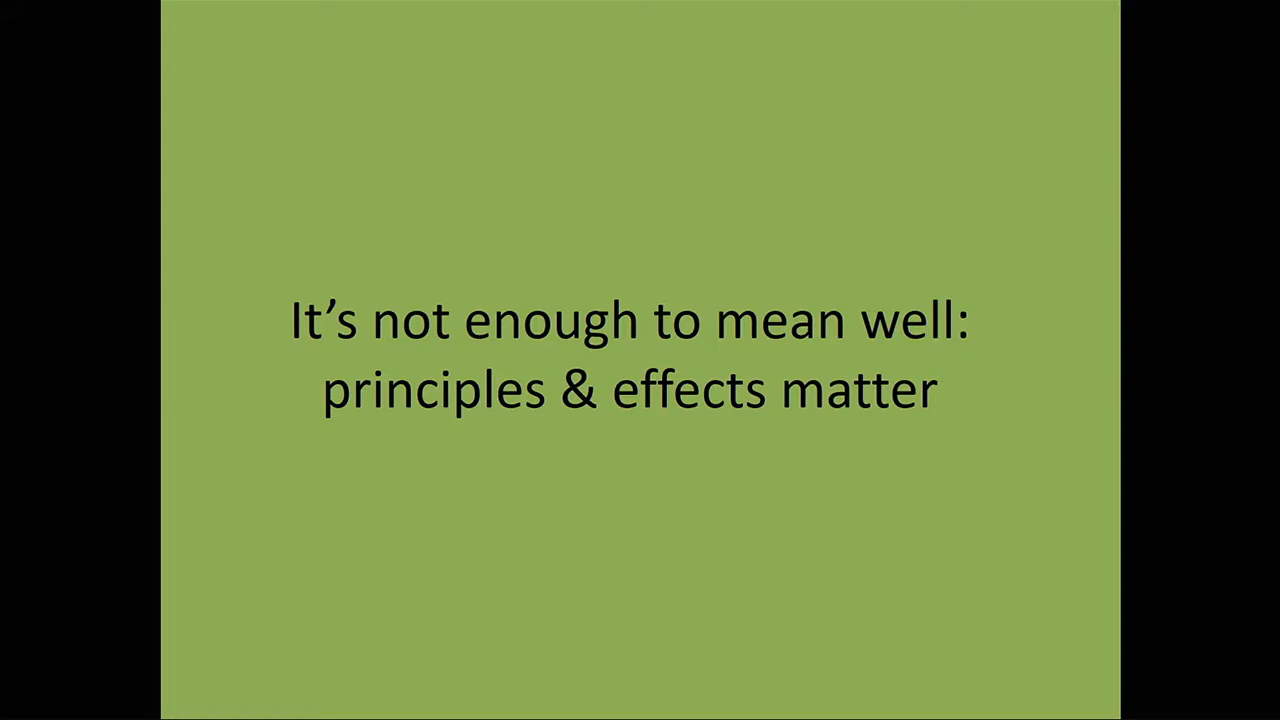 It’s not enough to mean well:
principles & effects matter